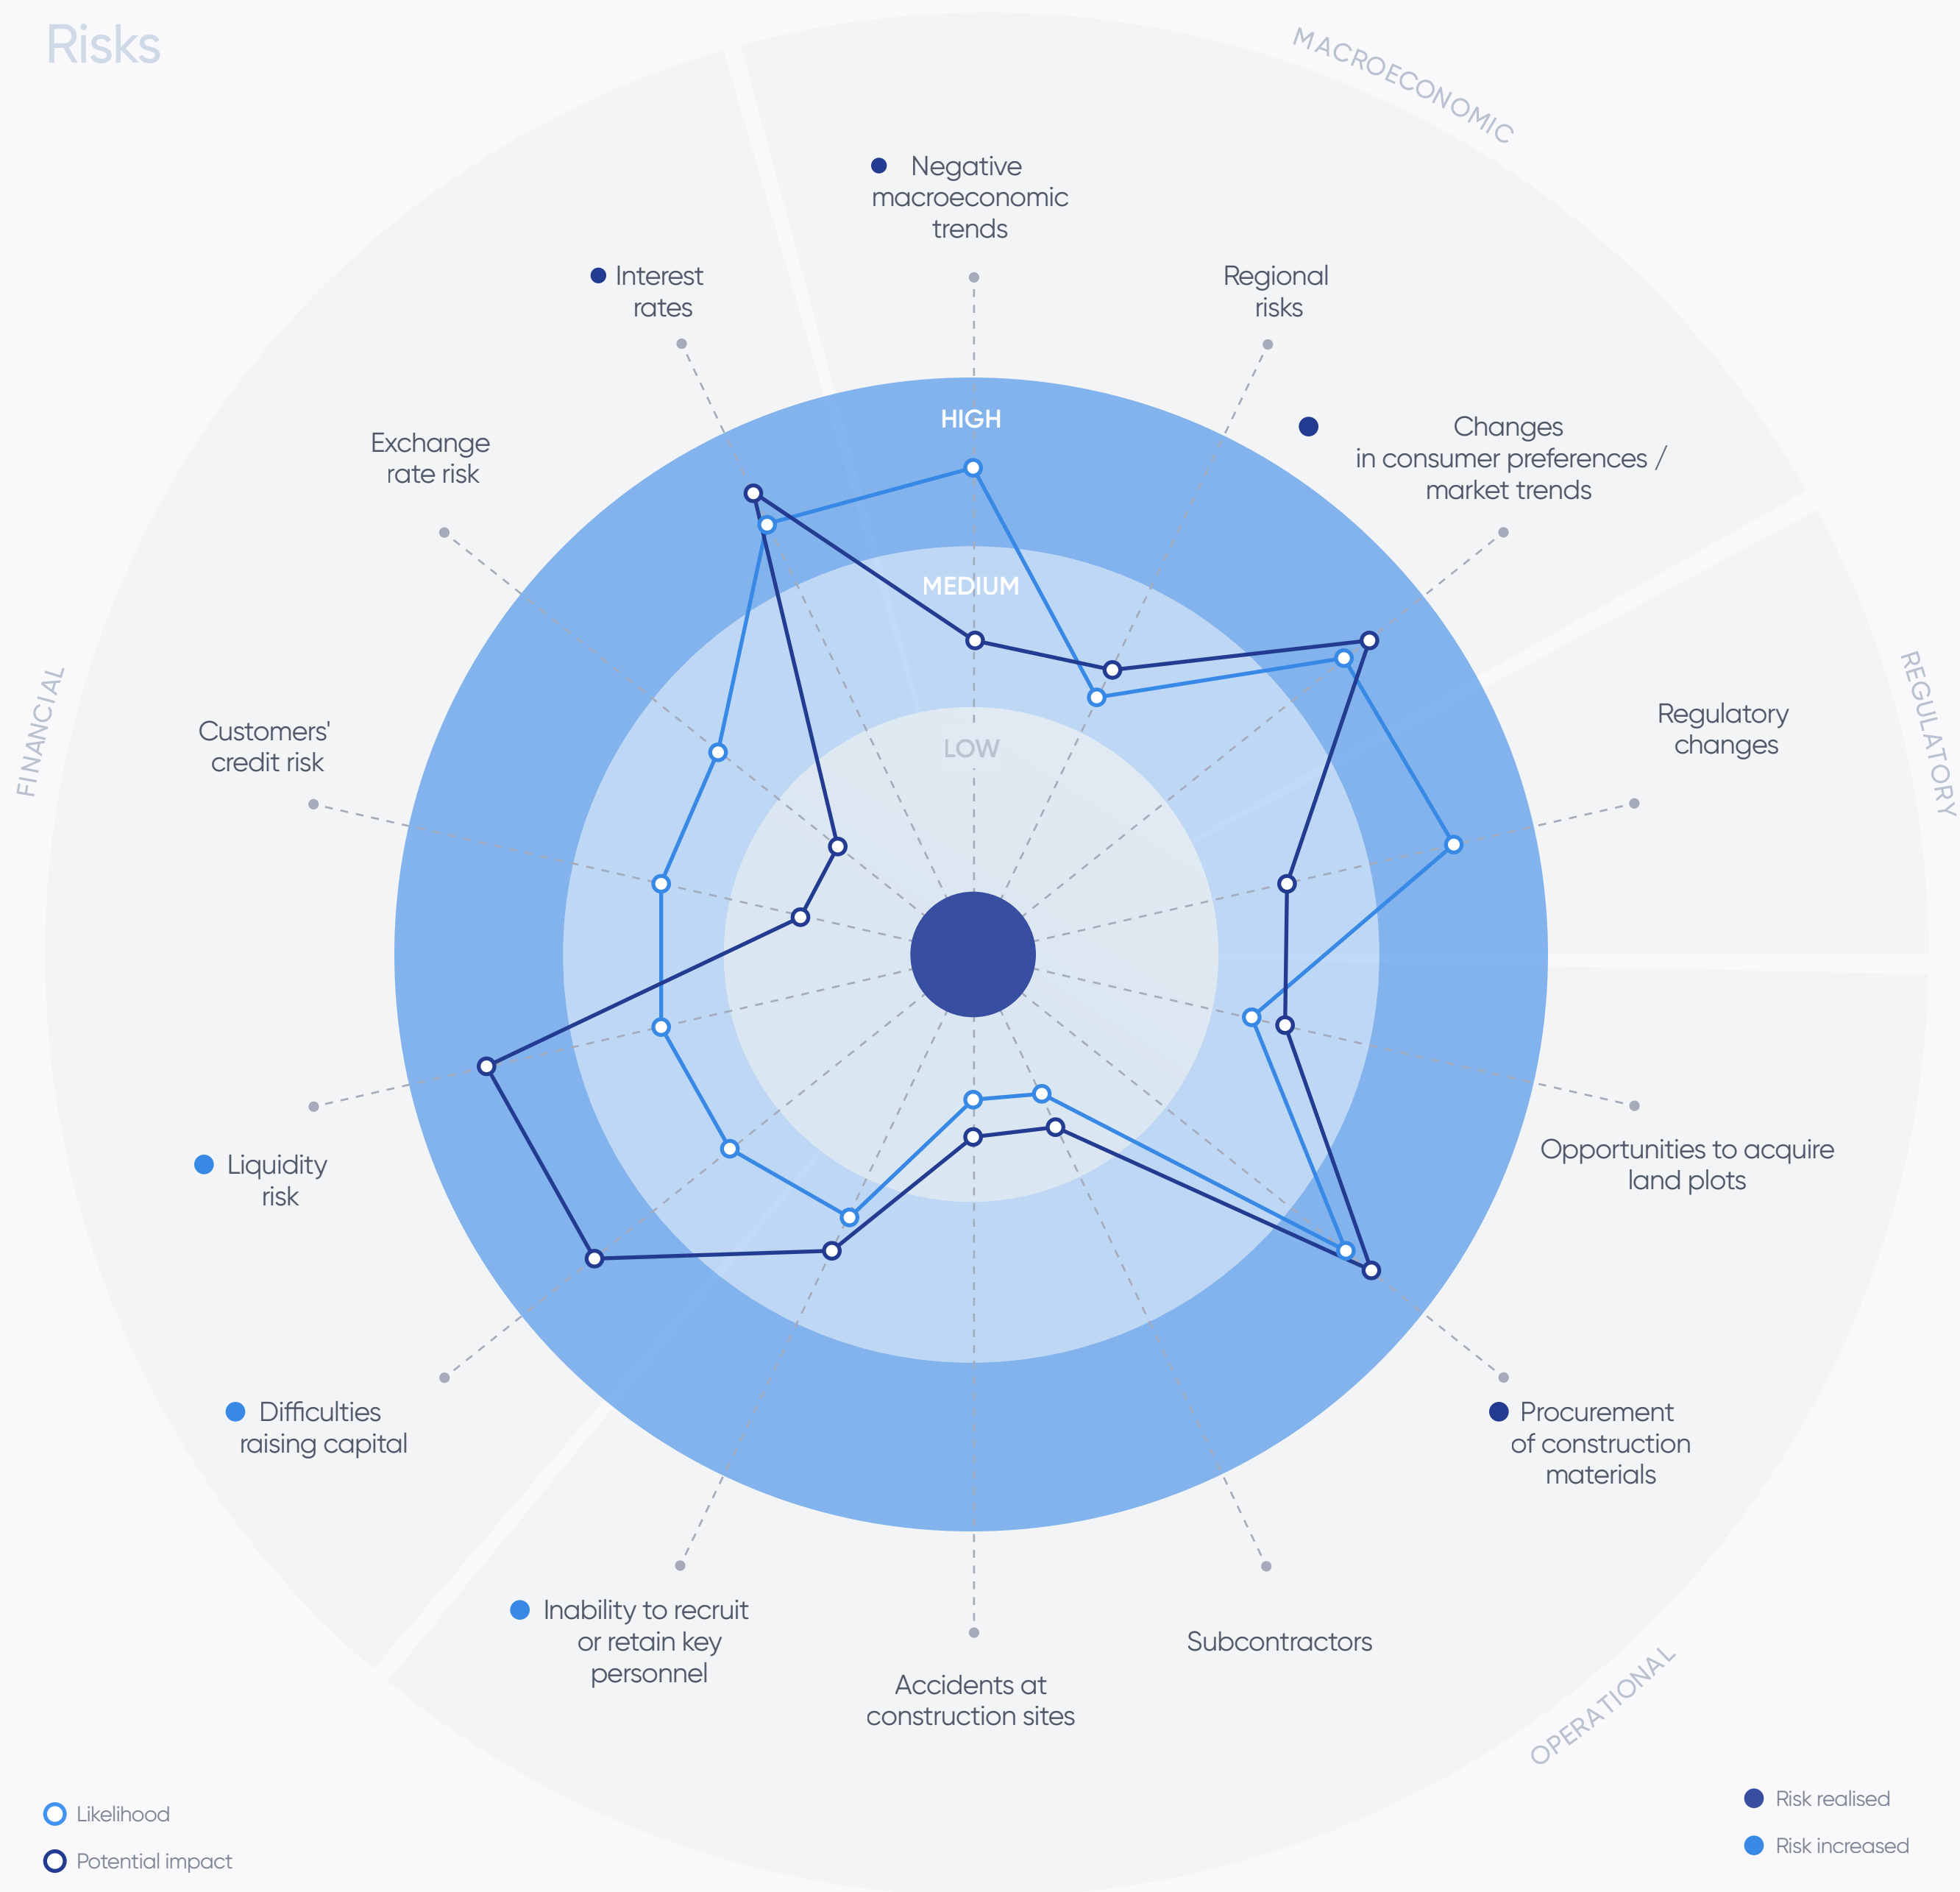 Risks
MACROECONOMIC
Negative
macroeconomic
trends
Interest
rates
Regional
risks
HIGH
Changes
in consumer preferences /
market trends
Exchange
rate risk
MEDIUM
FINANCIAL
REGULATORY
Customers'
credit risk
Regulatory
changes
LOW
Opportunities to acquire
land plots
Liquidity
risk
Difficulties
raising capital
Procurement
of construction
materials
Inability to recruit
or retain key
personnel
Subcontractors
Accidents at
construction sites
OPERATIONAL
Likelihood
Potential impact
Risk realised
Risk increased